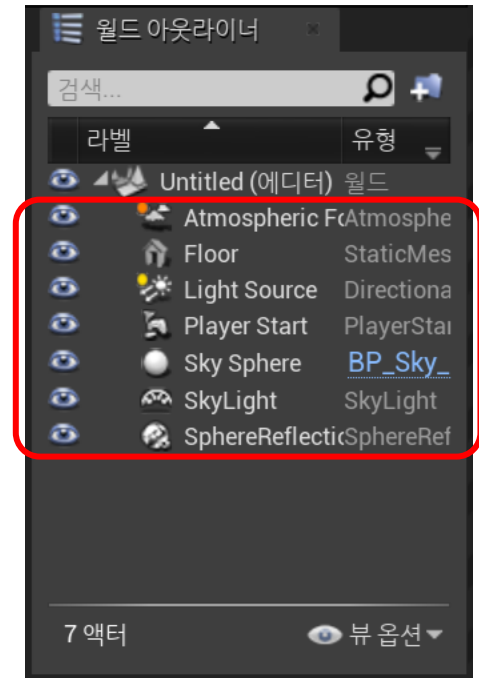 월드 아웃라이너
검색...
라벨 유형
Untitled (에디터) 월드
Atmospheric Fo Atmosphe
Floor StaticMes
Light Source Directiona
Player Start PlayerStar
Sky Sphere BP_Sky_
SkyLight SkyLight
SphereReflectic SphereRef
7 액터 뷰 옵션